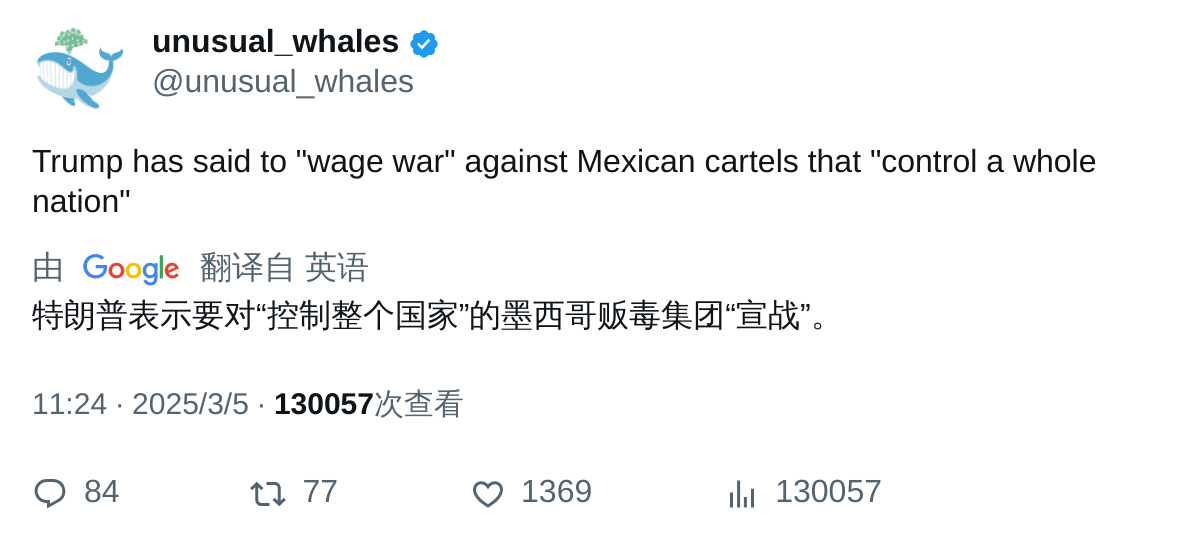 unusual_whales
@unusual_whales
Trump has said to "wage war" against Mexican cartels that "control a whole
nation"
由 Google 翻译自 英语
特朗普表示要对“控制整个国家”的墨西哥贩毒集团“宣战”。
11:24 · 2025/3/5 · 130057次查看
84 77 1369 130057